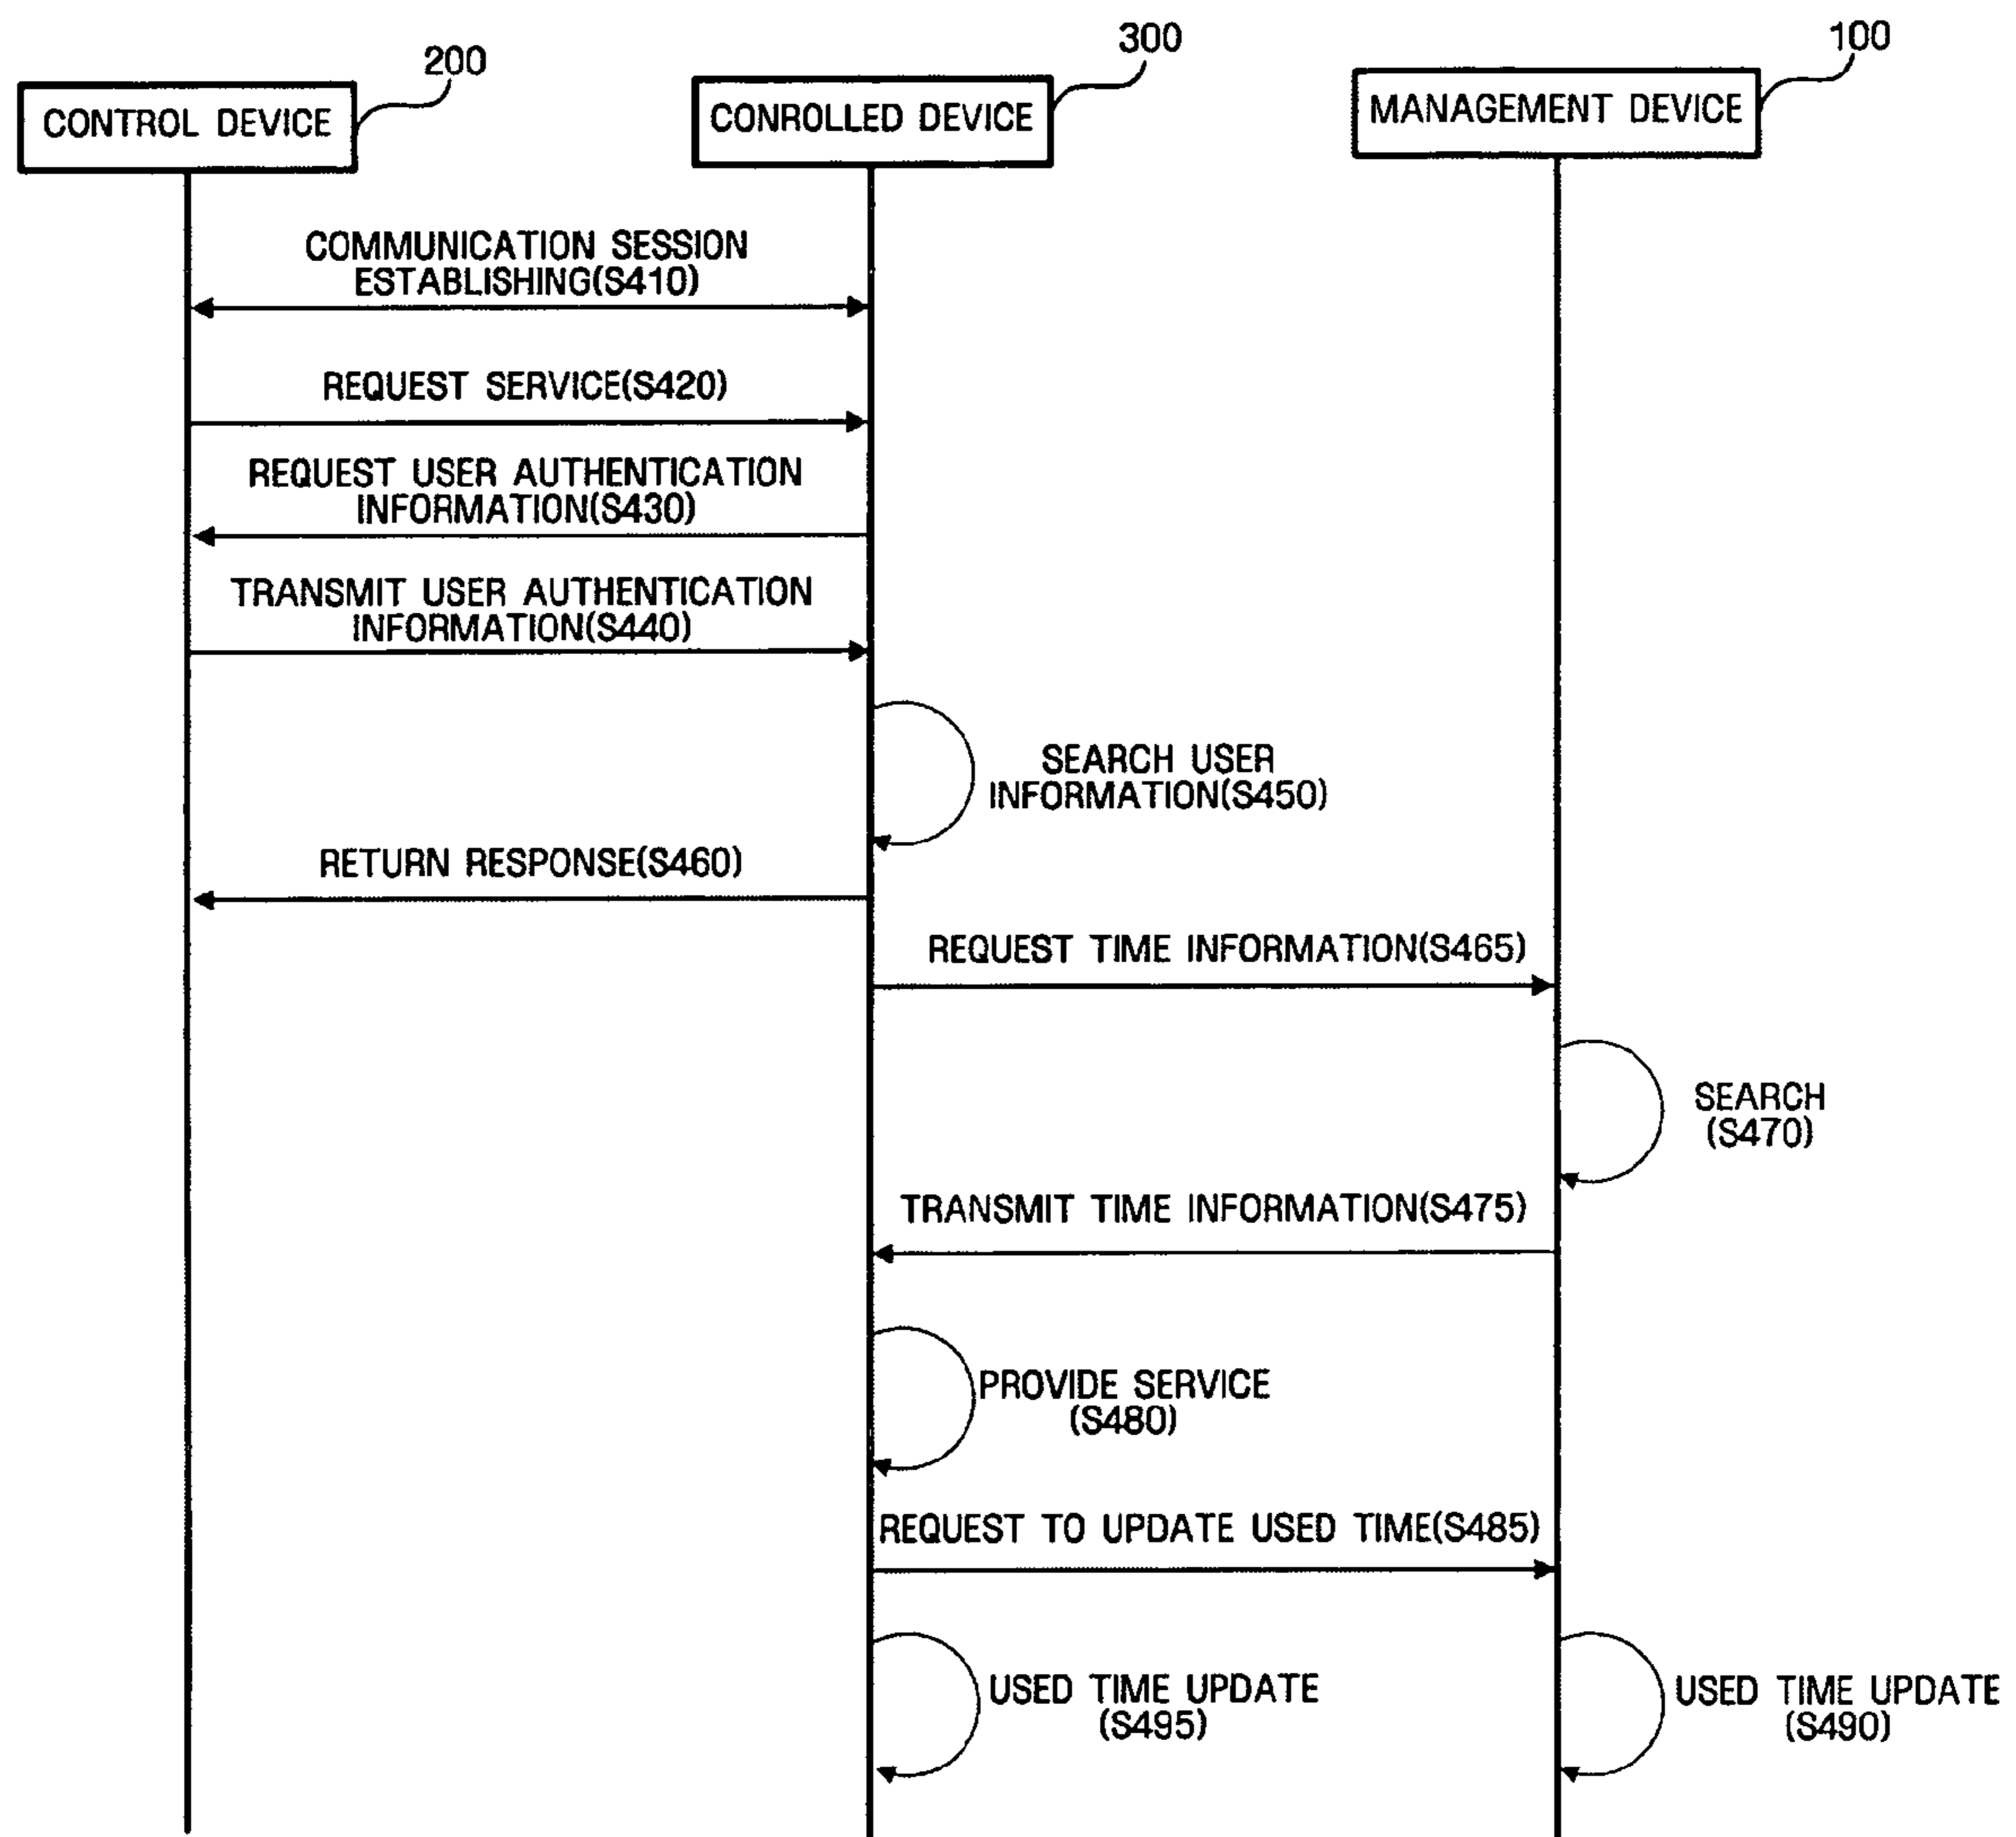 200
300
100
CONTROL DEVICE
CONROLLED DEVICE
MANAGEMENT DEVICE
COMMUNICATION SESSION
ESTABLISHING(S410)
REQUEST SERVICE(S420)
REQUEST USER AUTHENTICATION
INFORMATION(S430)
TRANSMIT USER AUTHENTICATION
INFORMATION(S440)
SEARCH USER
INFORMATION(S450)
RETURN RESPONSE(S460)
REQUEST TIME INFORMATION(S465)
SEARCH
(S470)
TRANSMIT TIME INFORMATION(S475)
PROVIDE SERVICE
(S480)
REQUEST TO UPDATE USED TIME(S485)
USED TIME UPDATE
(S495)
USED TIME UPDATE
(S490)